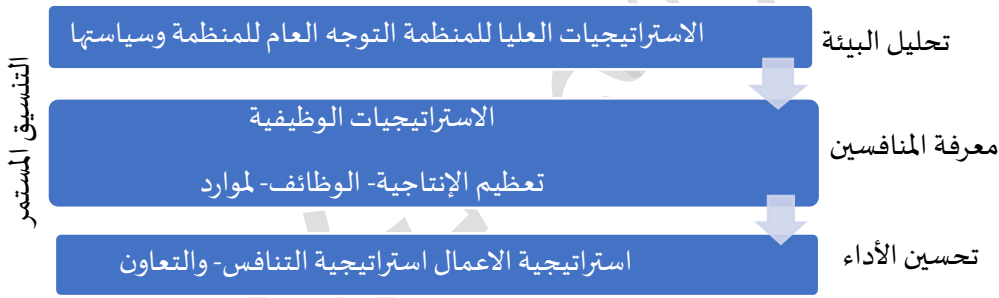 تحليل البيئة
الاستراتيجيات العليا للمنظمة التوجه العام للمنظمة وسياستها
معرفة المنافسين
الاستراتيجيات الوظيفية
تعظيم الإنتاجية- الوظائف- لموارد
تحسين الأداء
استراتيجية الاعمال استراتيجية التنافس- والتعاون
التنسيق المستمر